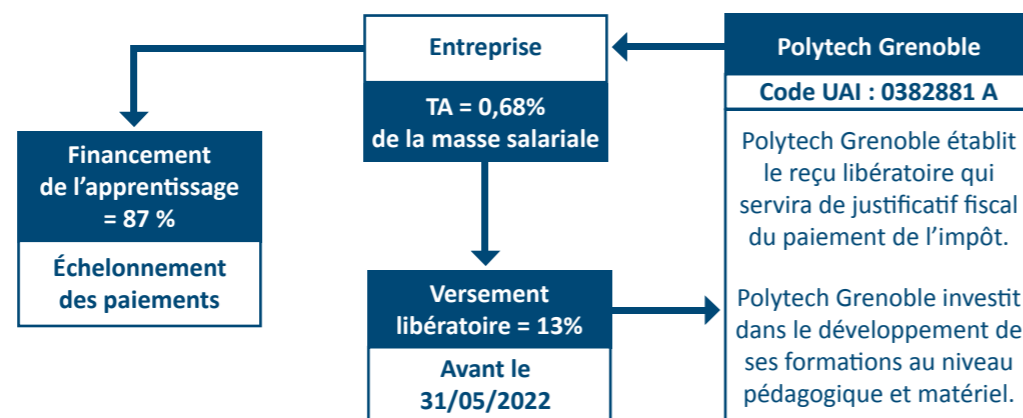 Entreprise
TA = 0,68%
de la masse salariale
Financement
de l'apprentissage
= 87 %
Échelonnement
des paiements
Versement
libératoire = 13%
Avant le
31/05/2022
Polytech Grenoble
Code UAI : 0382881 A
Polytech Grenoble établit
le reçu libératoire qui
servira de justificatif fiscal
du paiement de l'impôt.
Polytech Grenoble investit
dans le développement de
ses formations au niveau
pédagogique et matériel.